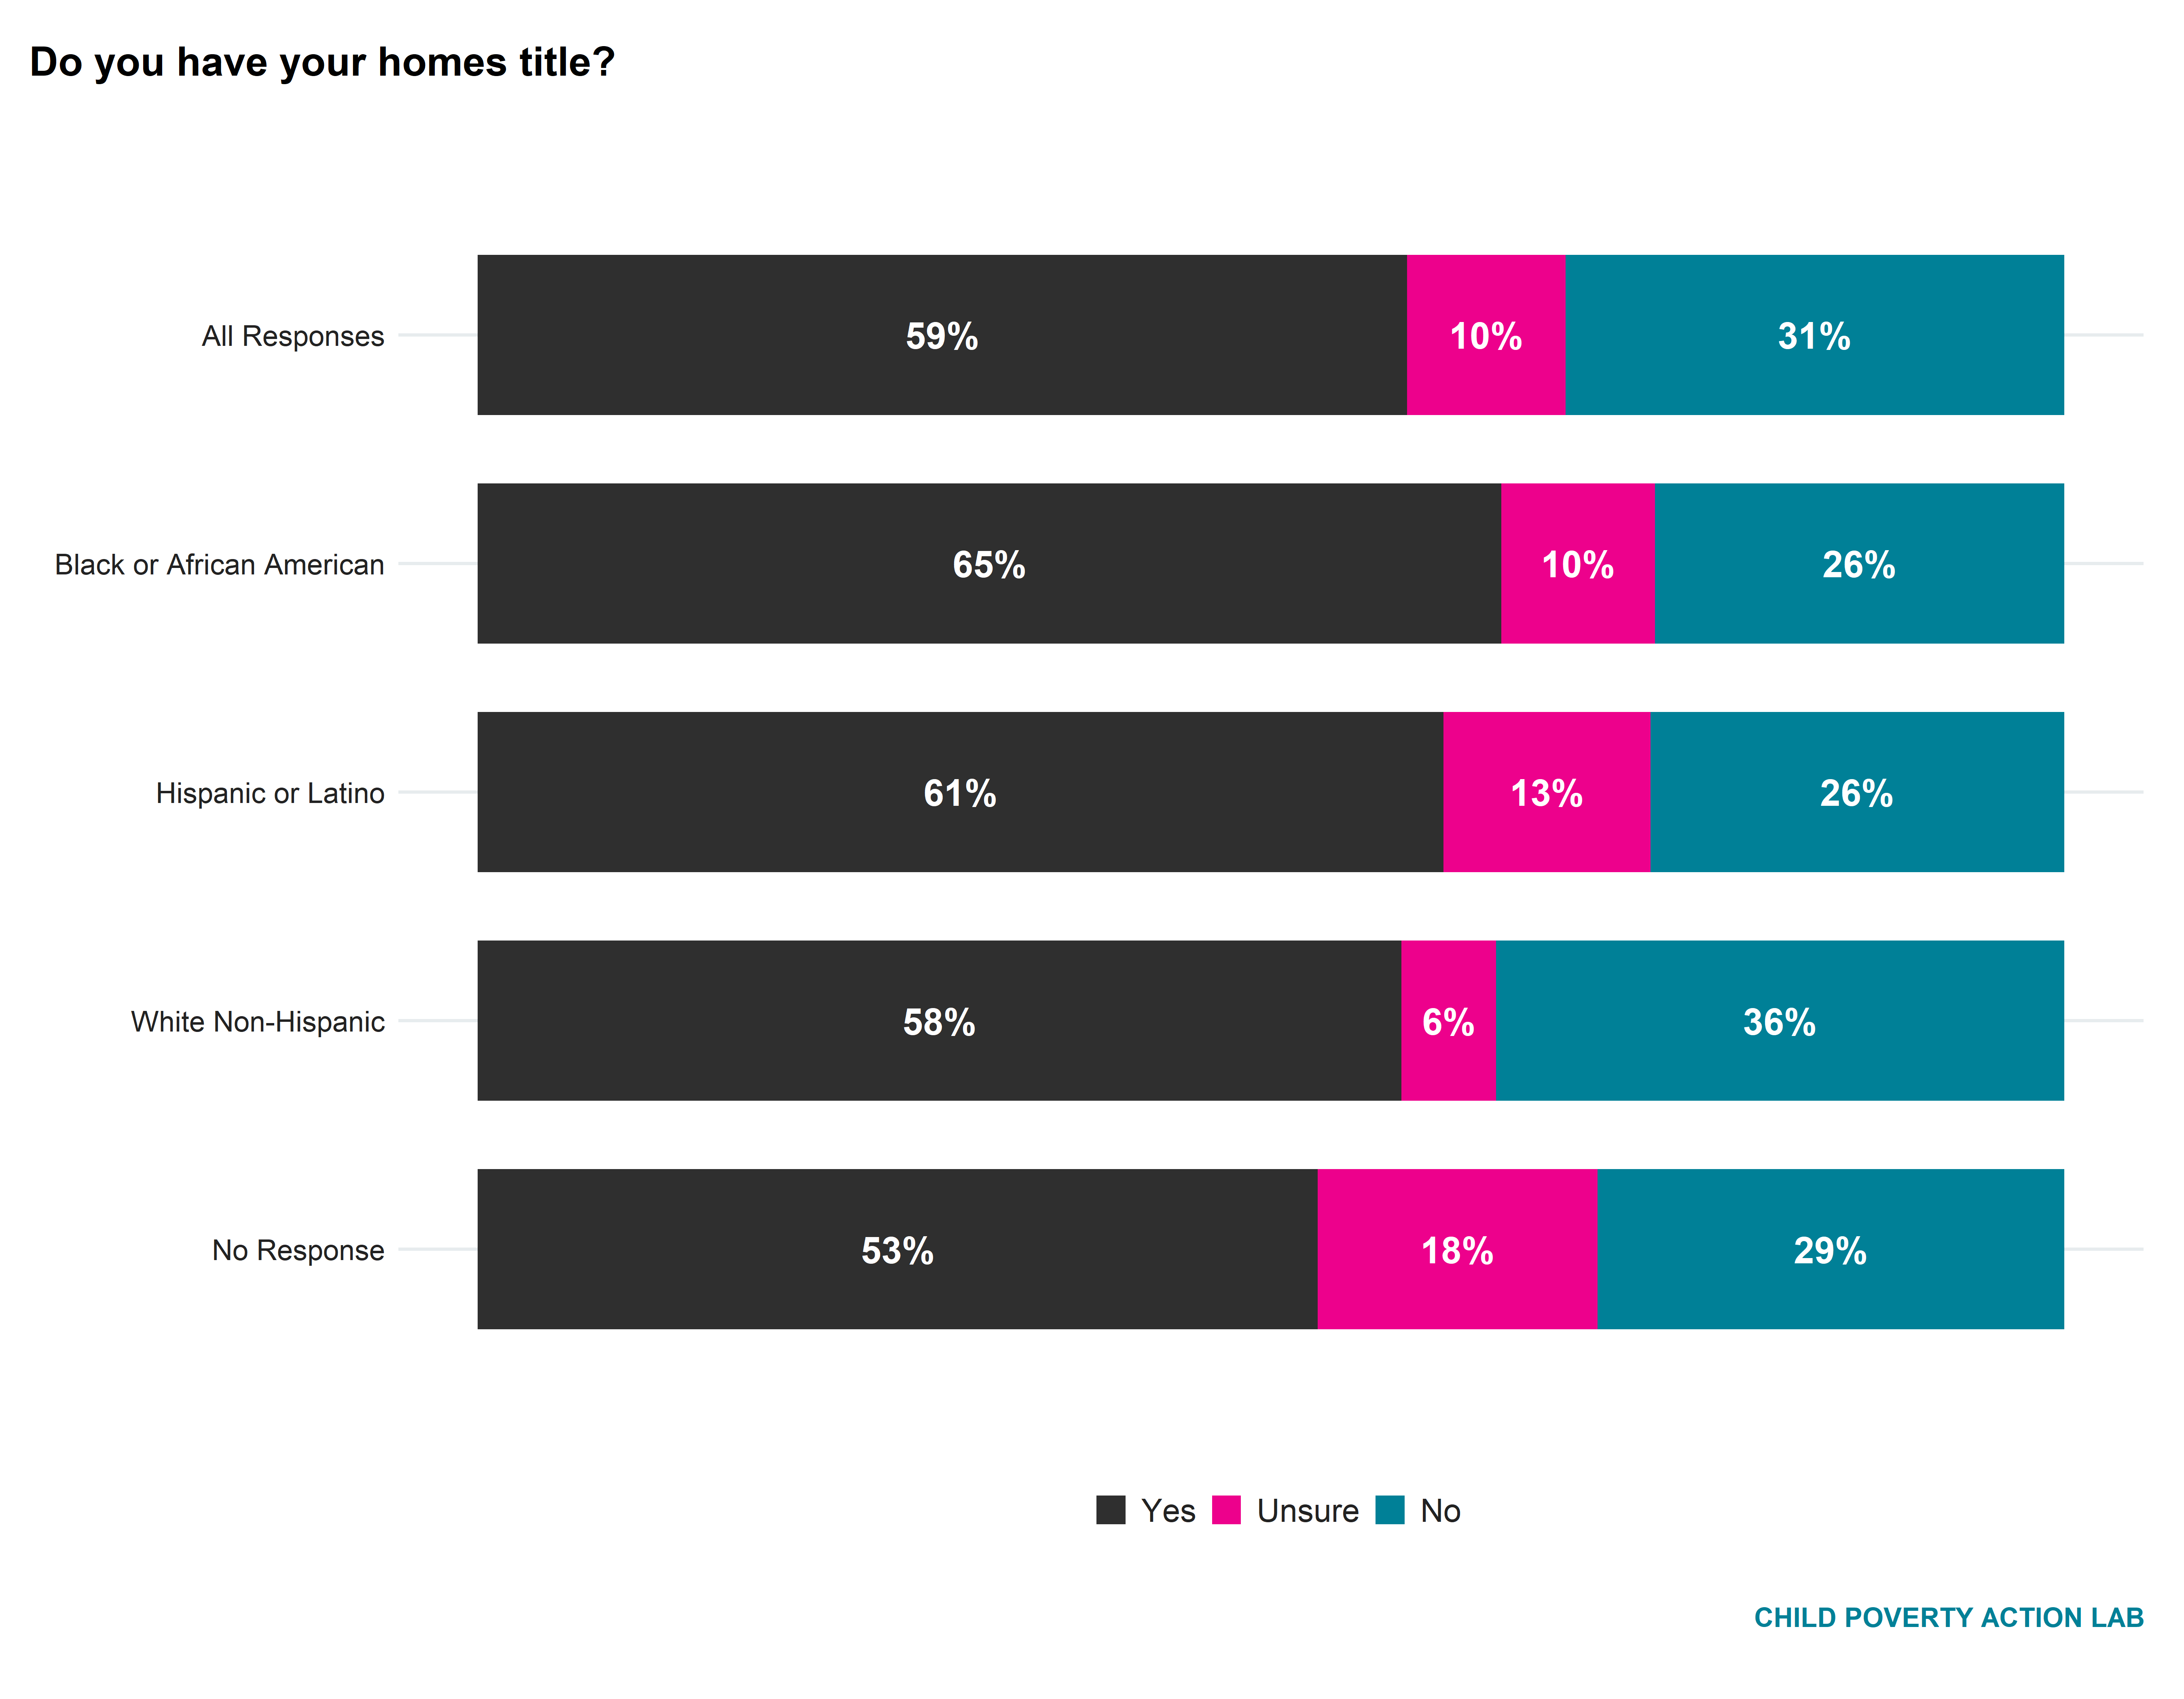 Do you have your homes title?
All Responses 59% 10% 31%
Black or African American 65% 10% 26%
Hispanic or Latino 61% 13% 26%
White Non-Hispanic 58% 6% 36%
No Response 53% 18% 29%
Yes Unsure No
CHILD POVERTY ACTION LAB